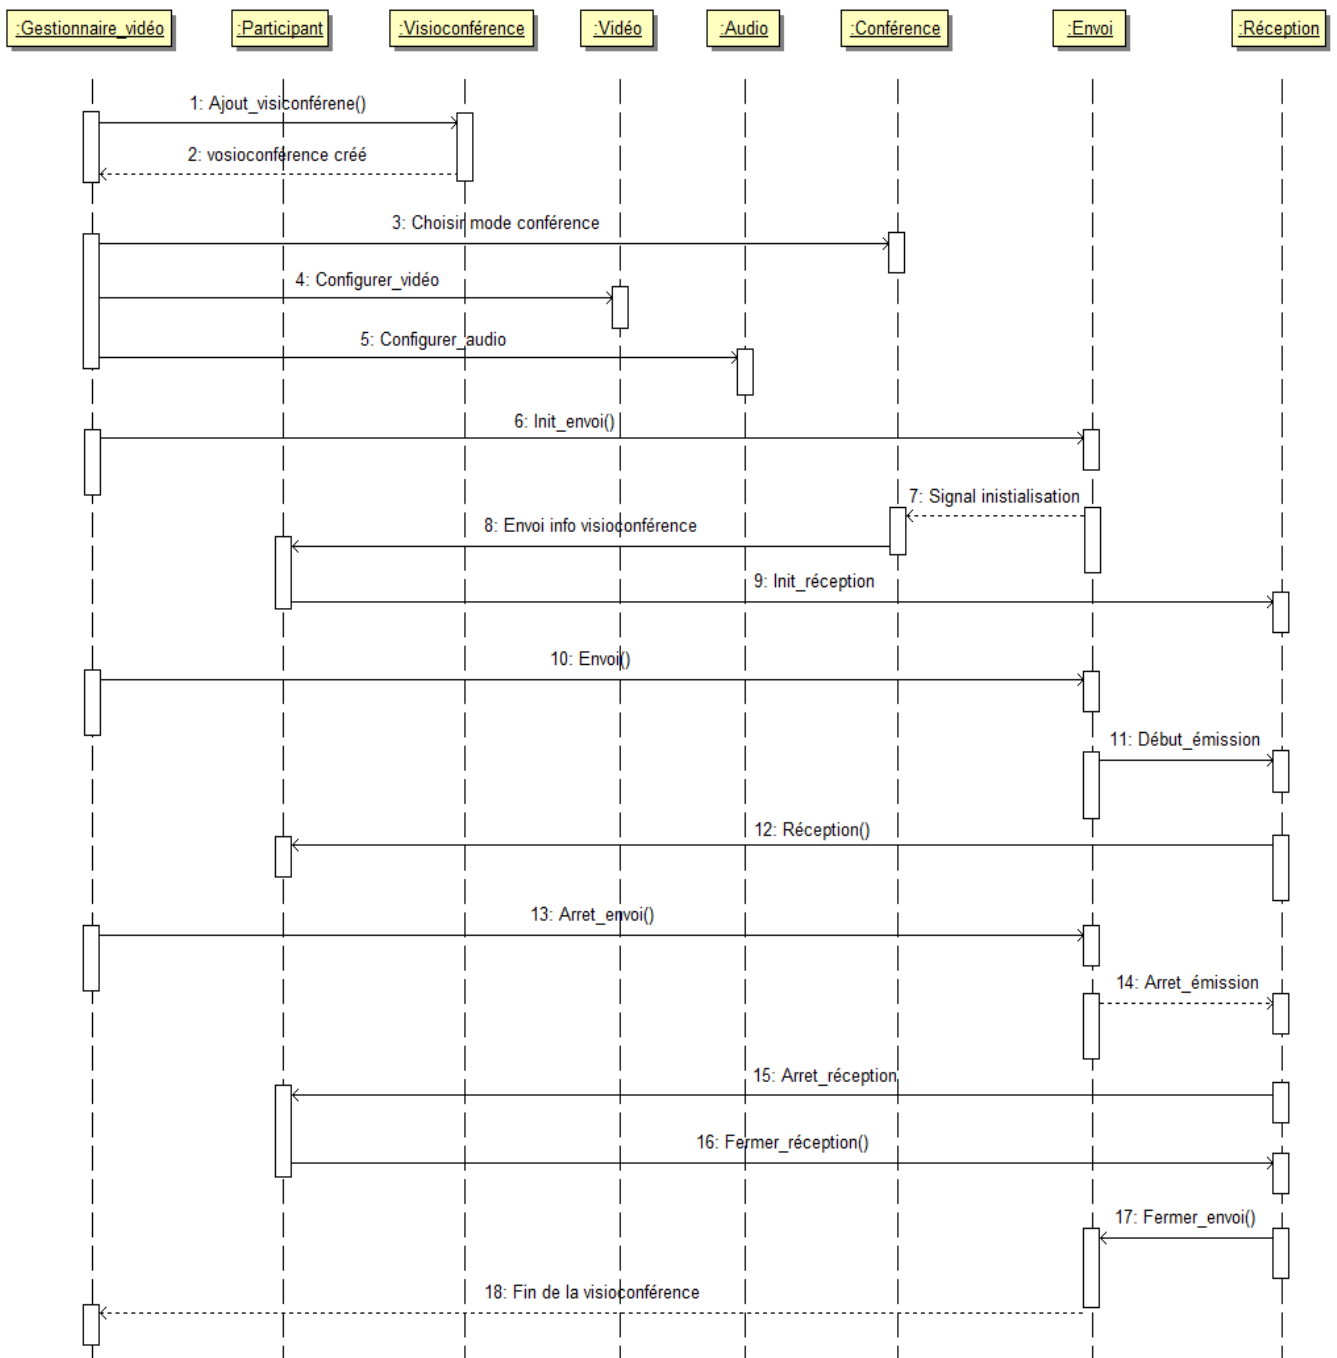 :Gestionnaire_vidéo
:Participant
:Visioconférence
:Vidéo
:Audio
:Conférence
:Envoi
:Réception
1: Ajout_visiconférene()
2: vosioconférence créé
3: Choisir mode conférence
4: Configurer_vidéo
5: Configurer_audio
6: Init_envoi()
7: Signal inistialisation
8: Envoi info visioconférence
9: Init_réception
10: Envoi()
11: Début_émission
12: Réception()
13: Arret_envoi()
14: Arret_émission
15: Arret_réception
16: Fermer_réception()
17: Fermer_envoi()
18: Fin de la visioconférence